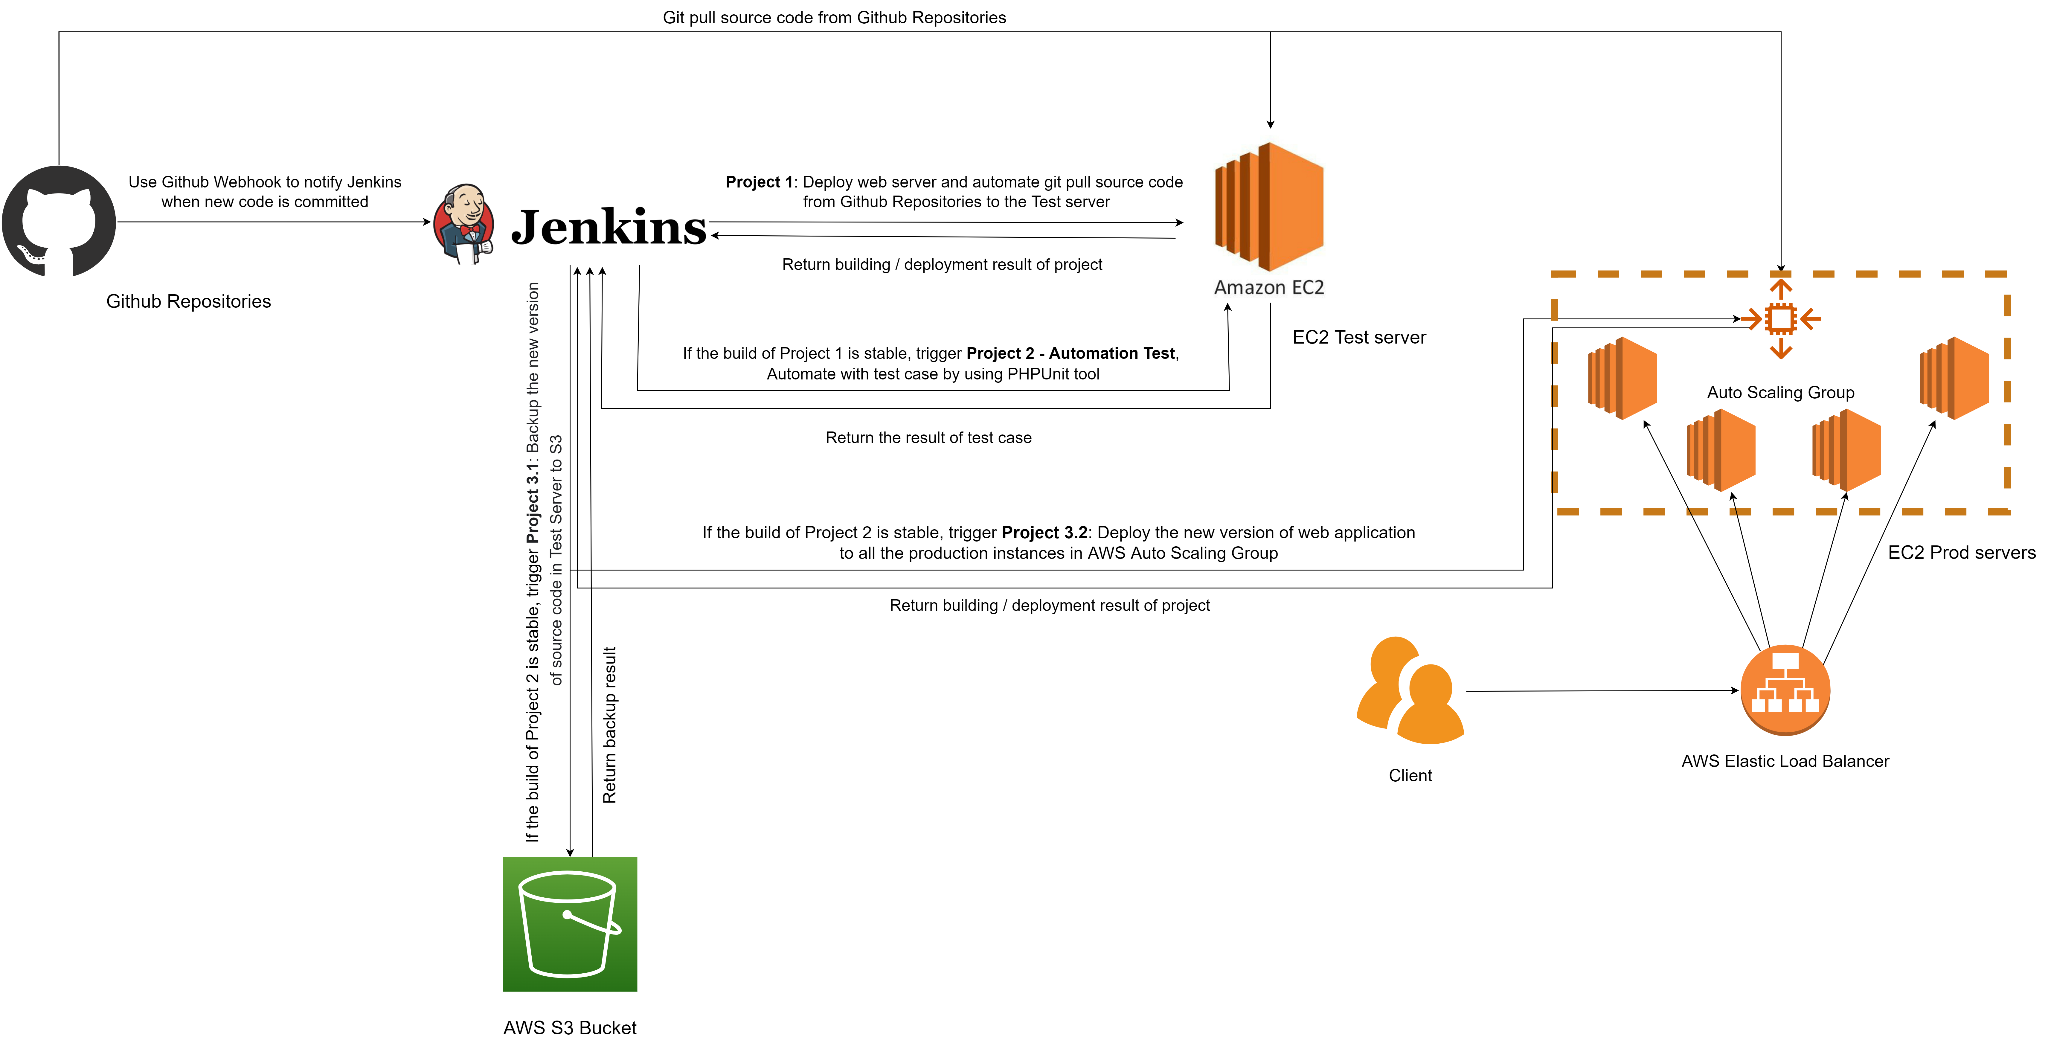 Git pull source code from Github Repositories
Use Github Webhook to notify Jenkins
when new code is committed
Github Repositories
Jenkins
Project 1: Deploy web server and automate git pull source code
from Github Repositories to the Test server
Return building / deployment result of project
Amazon EC2
EC2 Test server
If the build of Project 1 is stable, trigger Project 2 - Automation Test,
Automate with test case by using PHPUnit tool
Return the result of test case
Auto Scaling Group
EC2 Prod servers
If the build of Project 2 is stable, trigger Project 3.1: Backup the new version
of source code in Test Server to S3
Return backup result
If the build of Project 2 is stable, trigger Project 3.2: Deploy the new version of web application
to all the production instances in AWS Auto Scaling Group
Return building / deployment result of project
Client
AWS Elastic Load Balancer
AWS S3 Bucket